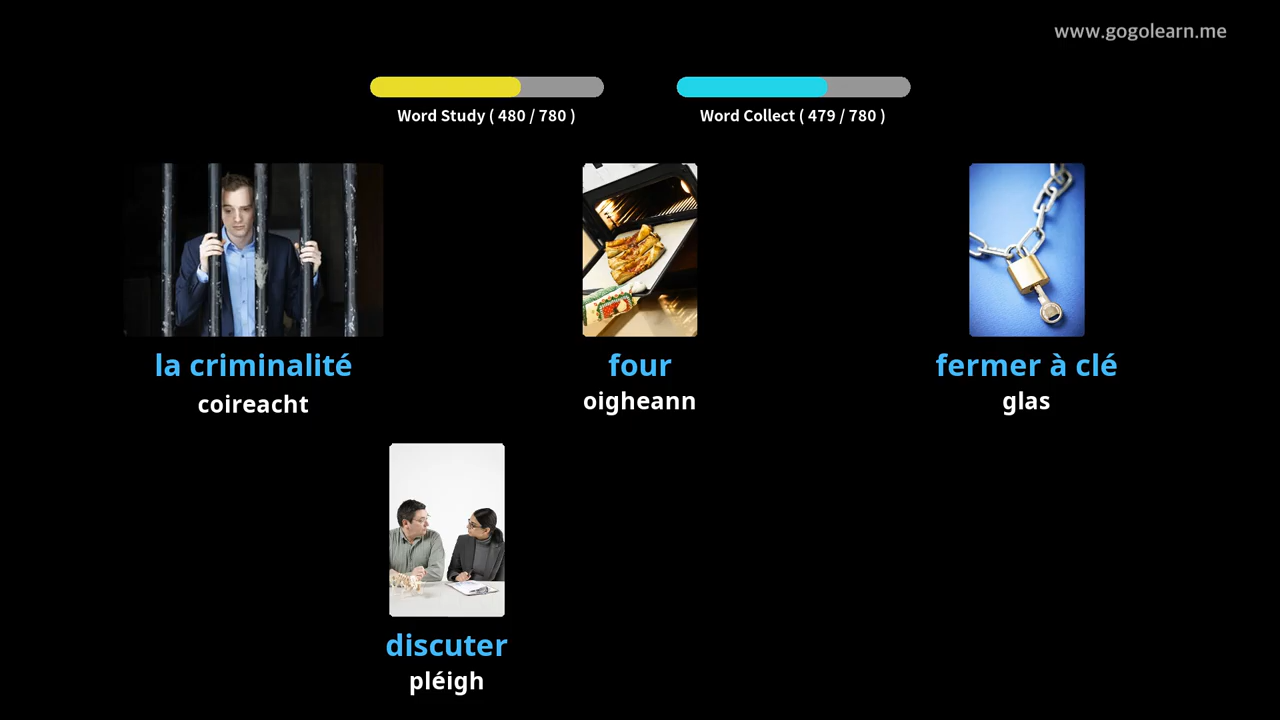 www.gogolearn.me
Word Study ( 480 / 780 )
Word Collect ( 479 / 780 )
la criminalité
coireacht
four
oigheann
fermer à clé
glas
discuter
pléigh